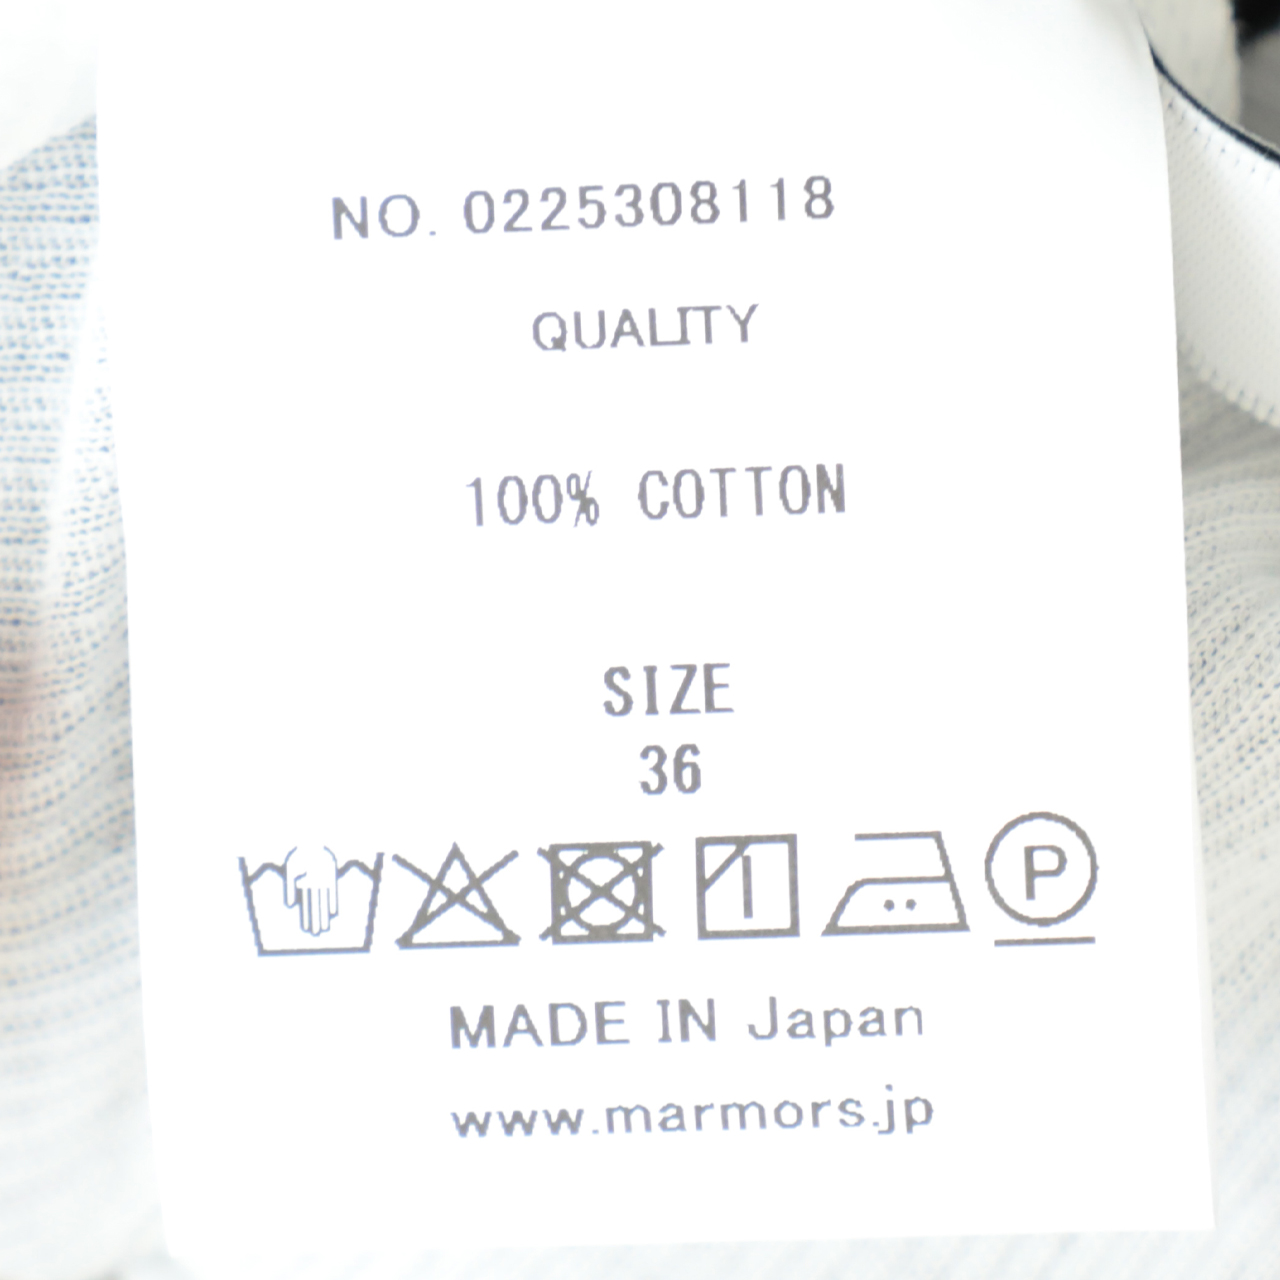 NO. 0225308118
QUALITY
100% COTTON
SIZE
36
P
MADE IN Japan
www.marmors.jp